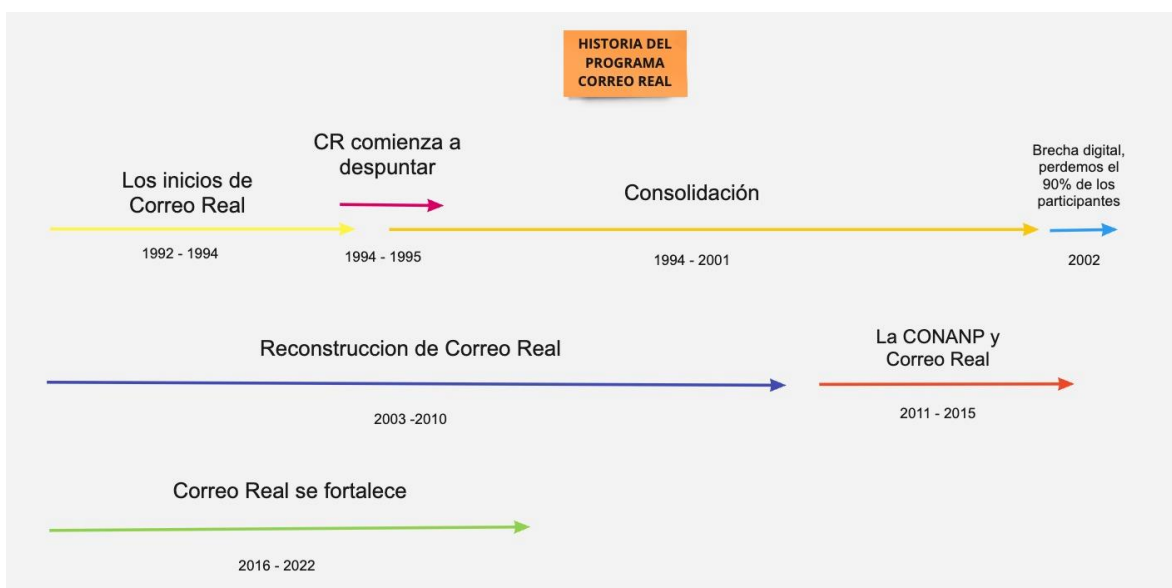 HISTORIA DEL
PROGRAMA
CORREO REAL
CR comienza a
despuntar
Los inicios de
Correo Real
Consolidación
Brecha digital,
perdemos el
90% de los
participantes
1992 - 1994
1994 - 1995
1994 - 2001
2002
Reconstruccion de Correo Real
La CONANP y
Correo Real
2003 -2010
2011 - 2015
Correo Real se fortalece
2016 - 2022